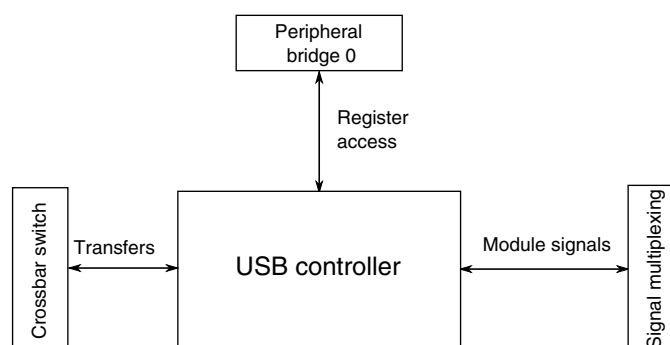 Peripheral
bridge 0
Register
access
Crossbar switch
Transfers
USB controller
Module signals
Signal multiplexing